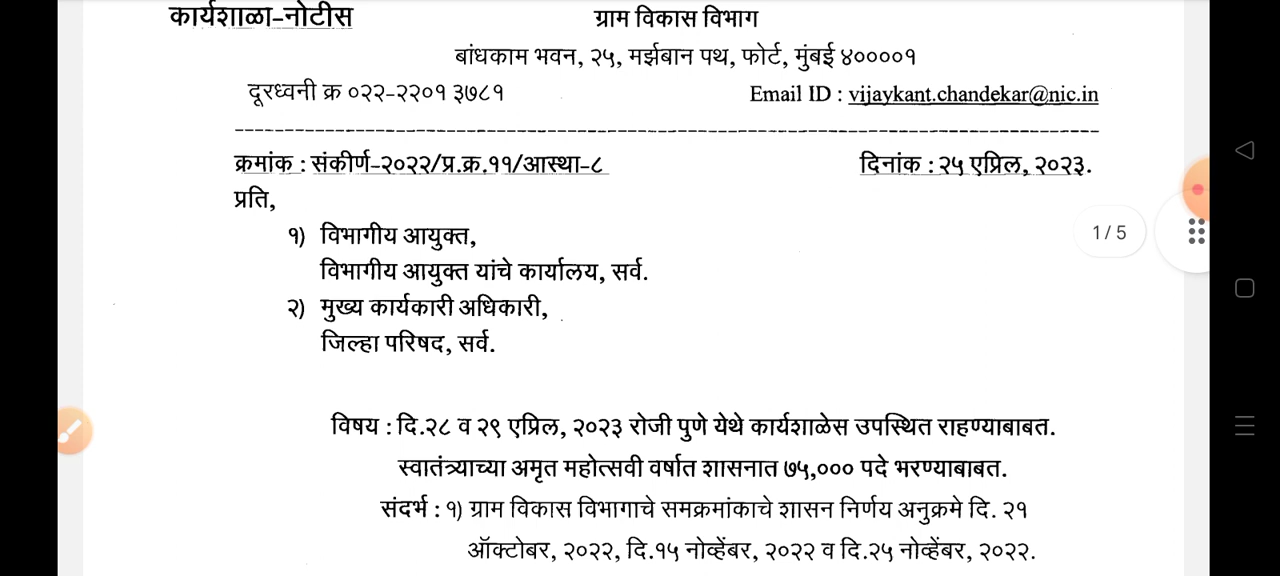 कार्यशाळा-नोटीस
ग्राम विकास विभाग
बांधकाम भवन, २५, मर्झबान पथ, फोर्ट, मुंबई ४००००१
दूरध्वनी क्र ०२२-२२०१ ३७८१ Email ID : vijaykant.chandekar@nic.in
क्रमांक : संकीर्ण-२०२२/प्र.क्र.११/आस्था-८ दिनांक : २५ एप्रिल, २०२३.
प्रति,
१) विभागीय आयुक्त,
1 / 5
विभागीय आयुक्त यांचे कार्यालय, सर्व.
२) मुख्य कार्यकारी अधिकारी,
जिल्हा परिषद, सर्व.
विषय : दि.२८ व २९ एप्रिल, २०२३ रोजी पुणे येथे कार्यशाळेस उपस्थित राहण्याबाबत.
स्वातंत्र्याच्या अमृत महोत्सवी वर्षात शासनात ७५,००० पदे भरण्याबाबत.
संदर्भ : १) ग्राम विकास विभागाचे समक्रमांकाचे शासन निर्णय अनुक्रमे दि. २१
ऑक्टोबर, २०२२, दि.१५ नोव्हेंबर, २०२२ व दि.२५ नोव्हेंबर, २०२२.